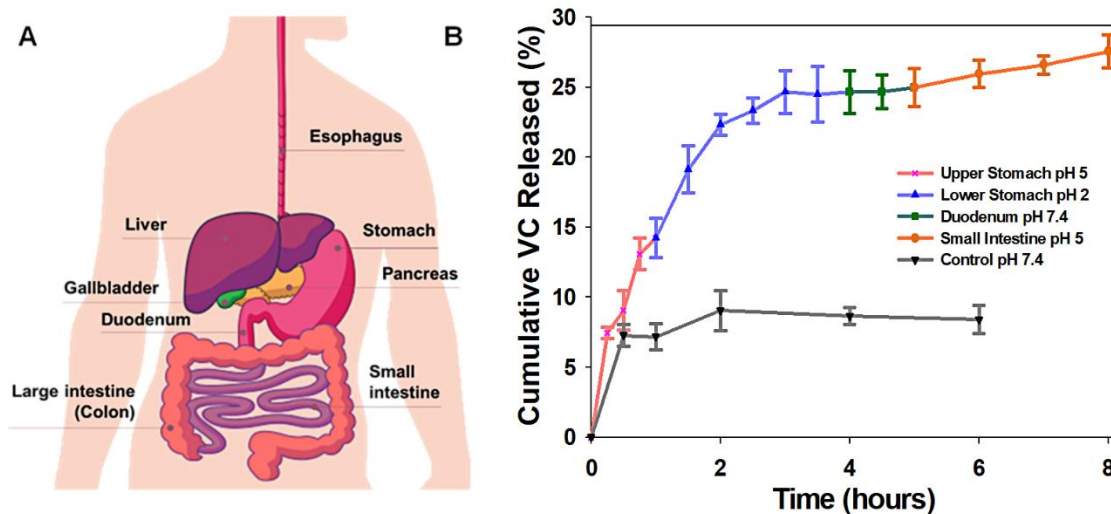 A
Esophagus
Liver
Stomach
Gallbladder
Pancreas
Duodenum
Large intestine
(Colon)
Small
intestine
B
Cumulative VC Released (%)
30
25
20
15
10
5
0
Upper Stomach pH 5
Lower Stomach pH 2
Duodenum pH 7.4
Small Intestine pH 5
Control pH 7.4
0 2 4 6 8
Time (hours)